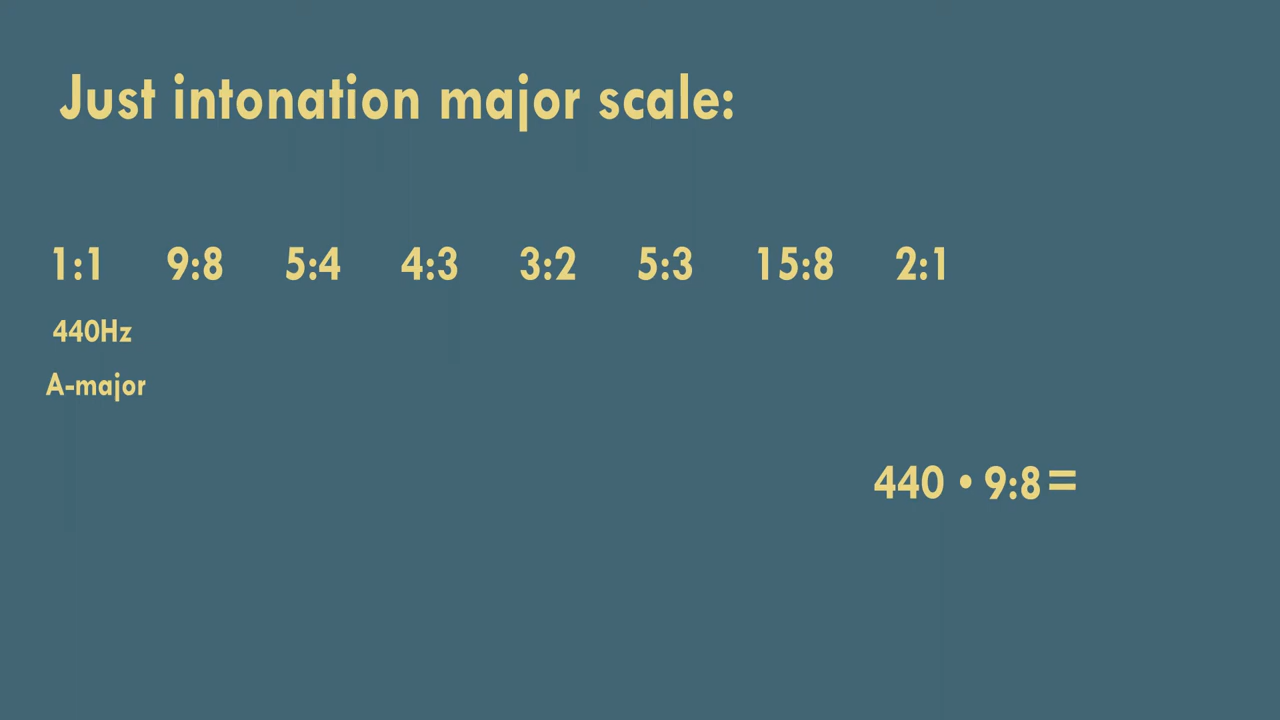 Just intonation major scale:
1:1 9:8 5:4 4:3 3:2 5:3 15:8 2:1
440Hz
A-major
440 • 9:8=